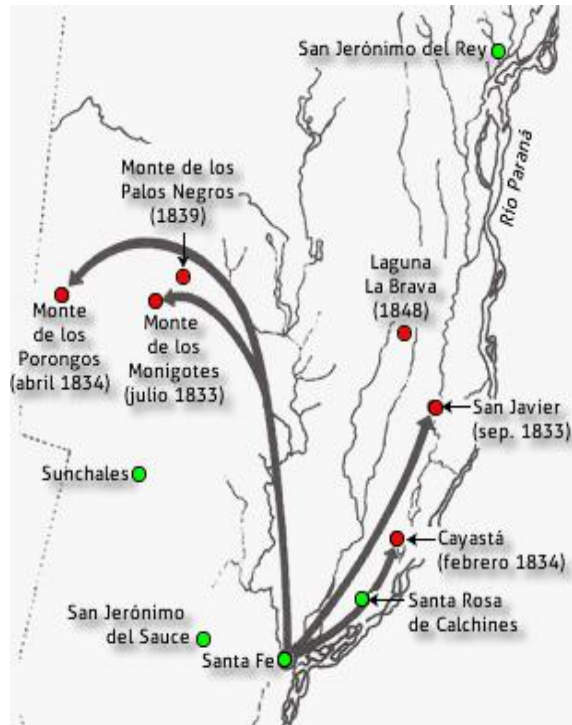 San Jerónimo del Rey
Río Paraná
Monte de los
Palos Negros
(1839)
Laguna
La Brava
(1848)
Monte
de los
Porongos
(abril 1834)
Monte
de los
Monigotes
(julio 1833)
San Javier
(sep. 1833)
Sunchales
Cayastá
(febrero 1834)
Santa Rosa
de Calchines
San Jerónimo
del Sauce
Santa Fe